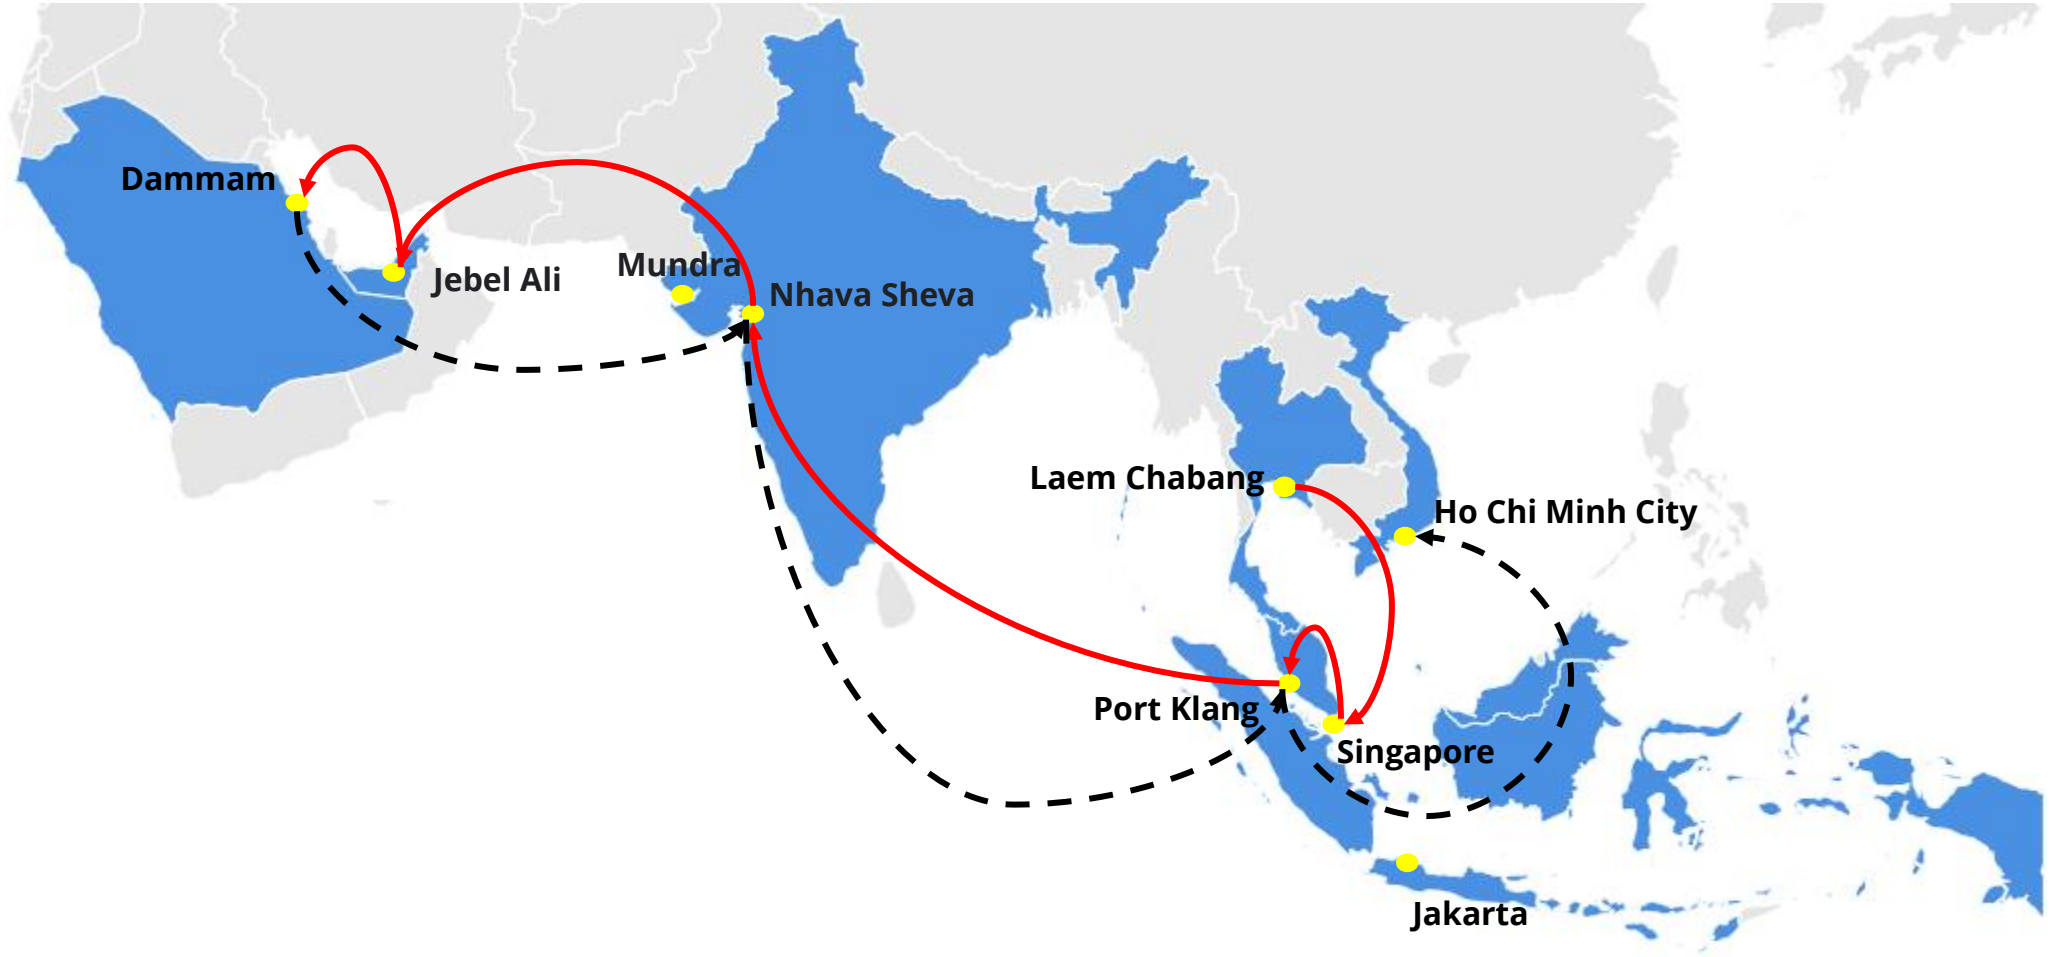 Dammam
Mundra
Jebel Ali
Nhava Sheva
Laem Chabang
Ho Chi Minh City
Port Klang
Singapore
Jakarta